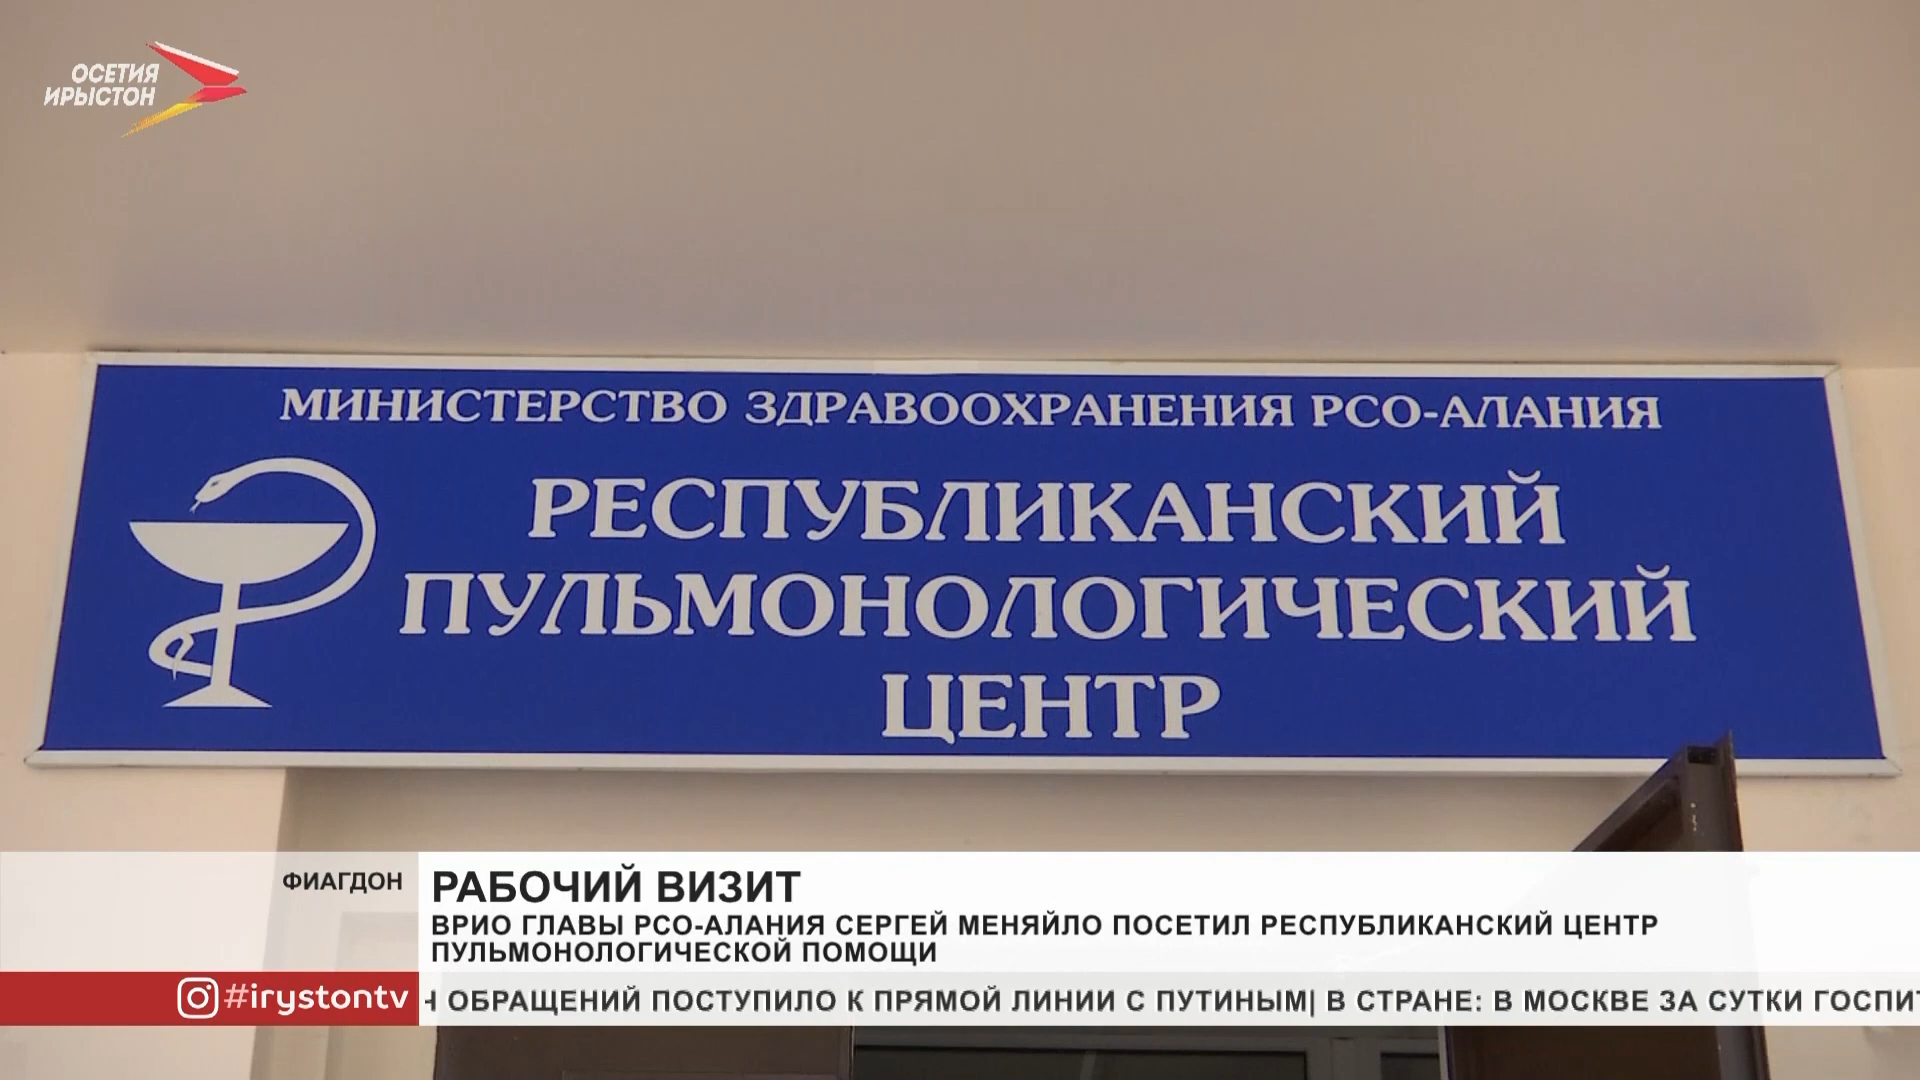 ОСЕТИЯ
ИРЫСТОН
МИНИСТЕРСТВО ЗДРАВООХРАНЕНИЯ РСО-АЛАНИЯ
РЕСПУБЛИКАНСКИЙ
ПУЛЬМОНОЛОГИЧЕСКИЙ
ЦЕНТР
ФИАГДОН
РАБОЧИЙ ВИЗИТ
ВРИО ГЛАВЫ РСО-АЛАНИЯ СЕРГЕЙ МЕНЯЙЛО ПОСЕТИЛ РЕСПУБЛИКАНСКИЙ ЦЕНТР
ПУЛЬМОНОЛОГИЧЕСКОЙ ПОМОЩИ
#irystontv
Н ОБРАЩЕНИЙ ПОСТУПИЛО К ПРЯМОЙ ЛИНИИ С ПУТИНЫМ| В СТРАНЕ: В МОСКВЕ ЗА СУТКИ ГОСПИТ